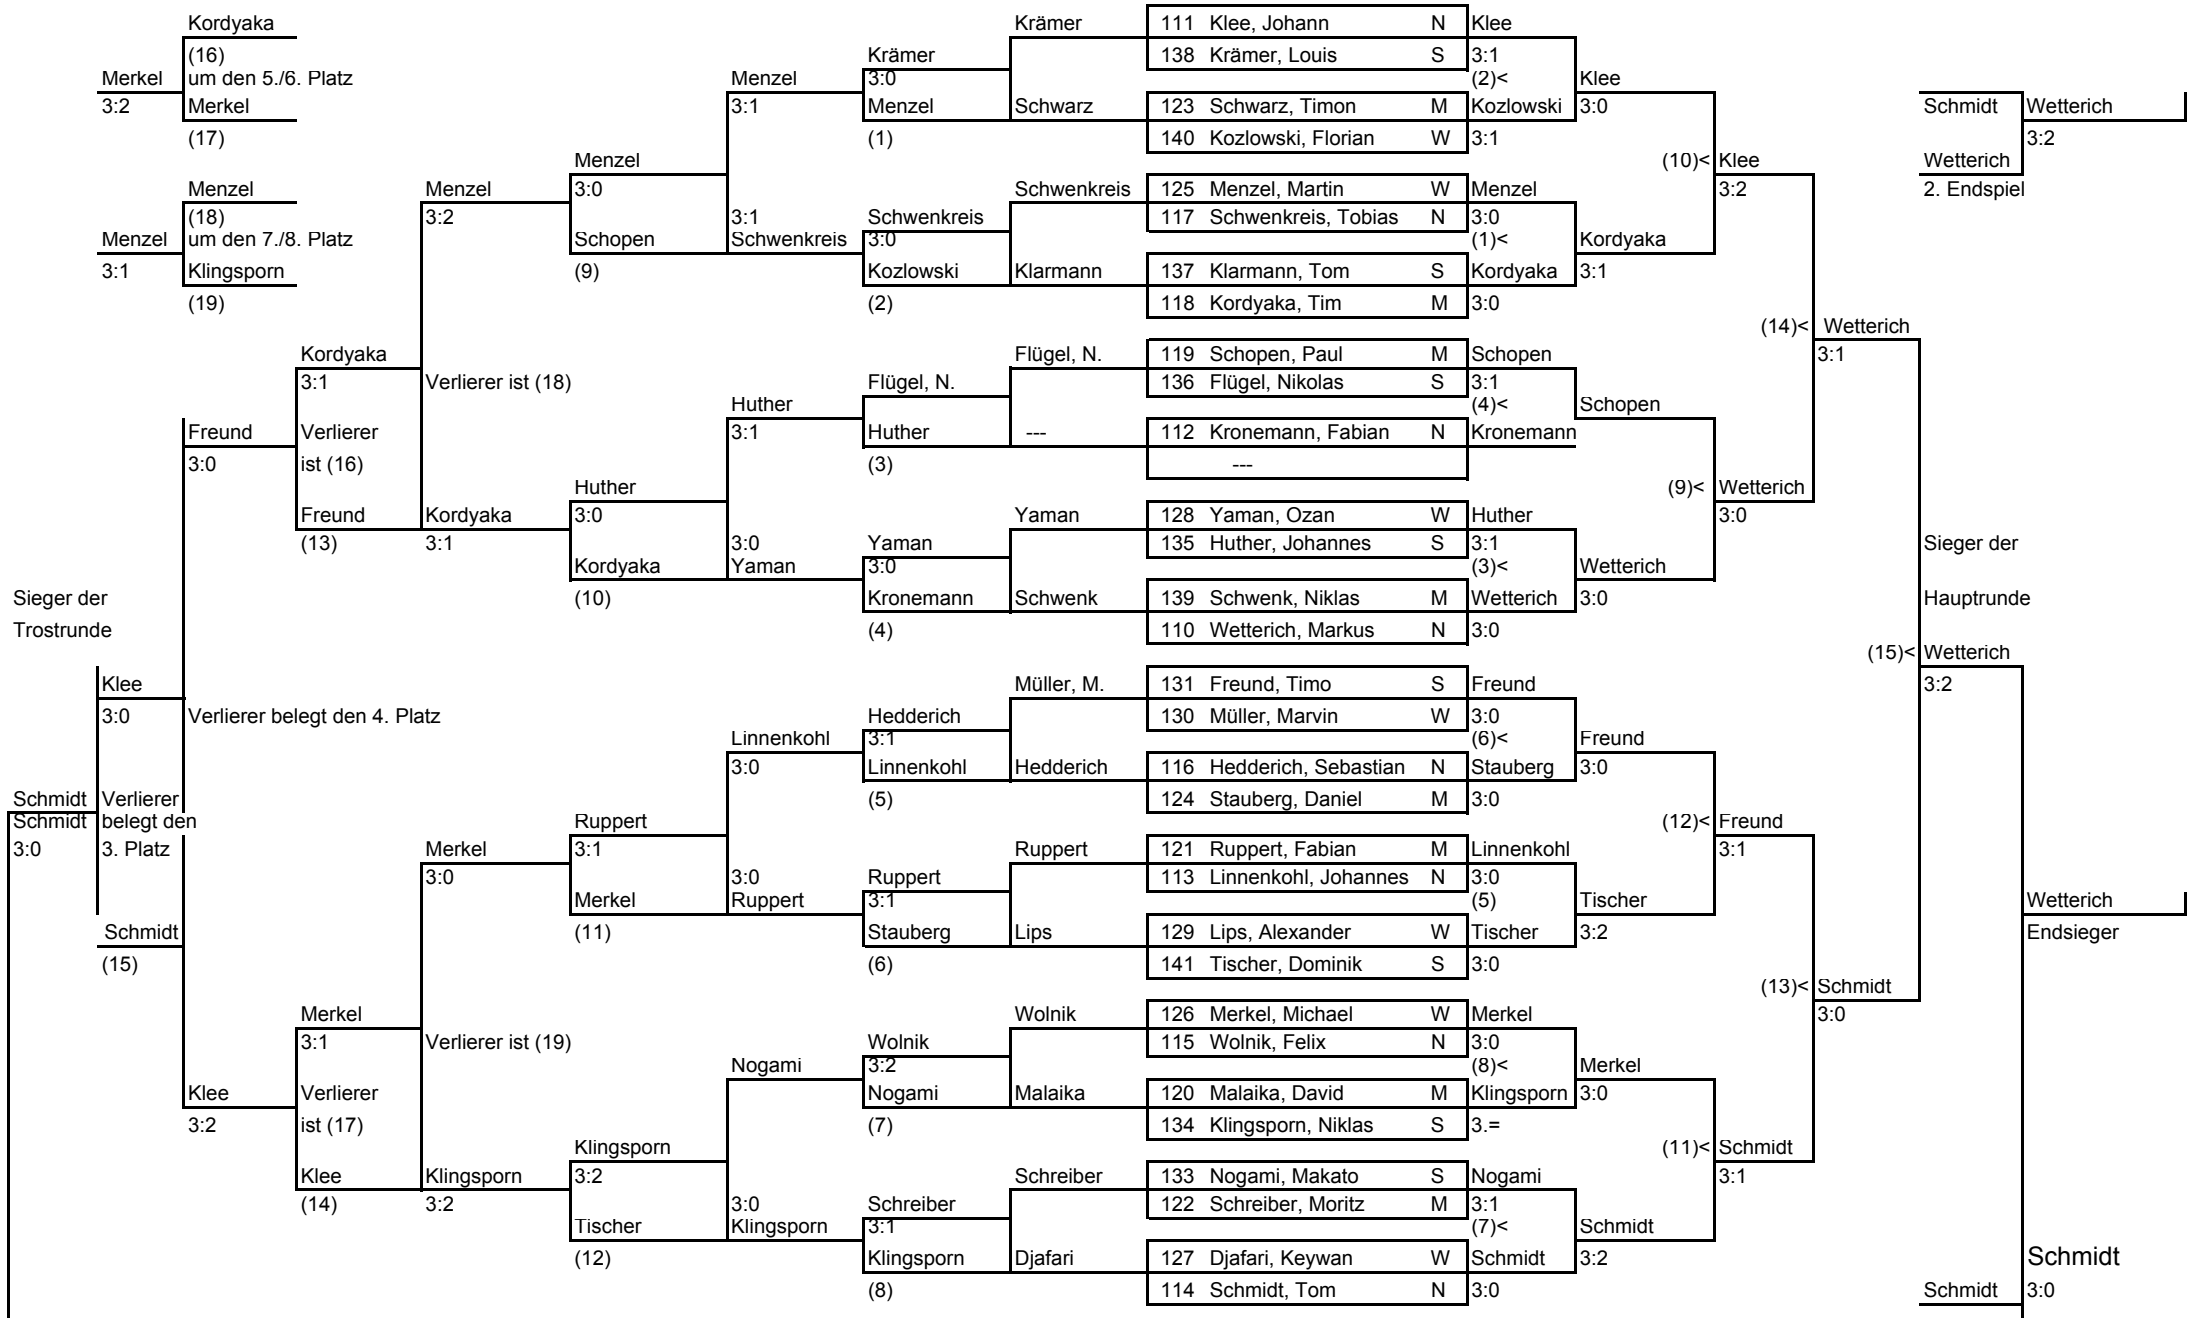 Kordyaka Krämer 111 Klee, Johann N Klee
(16) Krämer 138 Krämer, Louis S 3:1
Merkel um den 5./6. Platz Menzel 3:0 (2)< Klee
3:2 Merkel 3:1 Menzel Schwarz 123 Schwarz, Timon M Kozlowski 3:0 Schmidt Wetterich
(17) (1) 140 Kozlowski, Florian W 3:1 3:2
Menzel (10)< Klee Wetterich
Menzel Menzel 3:0 Schwenkreis 125 Menzel, Martin W Menzel 3:2 2. Endspiel
(18) 3:2 3:1 Schwenkreis 117 Schwenkreis, Tobias N 3:0
Menzel um den 7./8. Platz Schopen Schwenkreis 3:0 (1)< Kordyaka
3:1 Klingsporn (9) Kozlowski Klarmann 137 Klarmann, Tom S Kordyaka 3:1
(19) (2) 118 Kordyaka, Tim M 3:0
(14)< Wetterich
Kordyaka Flügel, N. 119 Schopen, Paul M Schopen 3:1
3:1 Verlierer ist (18) Flügel, N. 136 Flügel, Nikolas S 3:1
Huther (4)< Schopen
Freund Verlierer 3:1 Huther --- 112 Kronemann, Fabian N Kronemann
3:0 ist (16) (3) ---
Huther (9)< Wetterich
Freund Kordyaka 3:0 Yaman 128 Yaman, Ozan W Huther 3:0
(13) 3:1 3:0 Yaman 135 Huther, Johannes S 3:1 Sieger der
Kordyaka Yaman 3:0 (3)< Wetterich
Sieger der (10) Kronemann Schwenk 139 Schwenk, Niklas M Wetterich 3:0 Hauptrunde
Trostrunde (4) 110 Wetterich, Markus N 3:0
(15)< Wetterich
Klee Müller, M. 131 Freund, Timo S Freund 3:2
3:0 Verlierer belegt den 4. Platz Hedderich 130 Müller, Marvin W 3:0
Linnenkohl 3:1 (6)< Freund
3:0 Linnenkohl Hedderich 116 Hedderich, Sebastian N Stauberg 3:0
Schmidt Verlierer (5) 124 Stauberg, Daniel M 3:0
Schmidt belegt den Ruppert (12)< Freund
3:0 3. Platz Merkel 3:1 Ruppert 121 Ruppert, Fabian M Linnenkohl 3:1
3:0 3:0 Ruppert 113 Linnenkohl, Johannes N 3:0
Merkel Ruppert 3:1 (5) Tischer Wetterich
Schmidt (11) Stauberg Lips 129 Lips, Alexander W Tischer 3:2 Endsieger
(15) (6) 141 Tischer, Dominik S 3:0
(13)< Schmidt
Merkel Wolnik 126 Merkel, Michael W Merkel 3:0
3:1 Verlierer ist (19) Wolnik 115 Wolnik, Felix N 3:0
Nogami 3:2 (8)< Merkel
Klee Verlierer Nogami Malaika 120 Malaika, David M Klingsporn 3:0
3:2 ist (17) (7) 134 Klingsporn, Niklas S 3.=
Klingsporn (11)< Schmidt
Klee Klingsporn 3:2 Schreiber 133 Nogami, Makato S Nogami 3:1
(14) 3:2 3:0 Schreiber 122 Schreiber, Moritz M 3:1
Tischer Klingsporn 3:1 (7)< Schmidt
(12) Klingsporn Djafari 127 Djafari, Keywan W Schmidt 3:2 Schmidt
(8) 114 Schmidt, Tom N 3:0 Schmidt 3:0